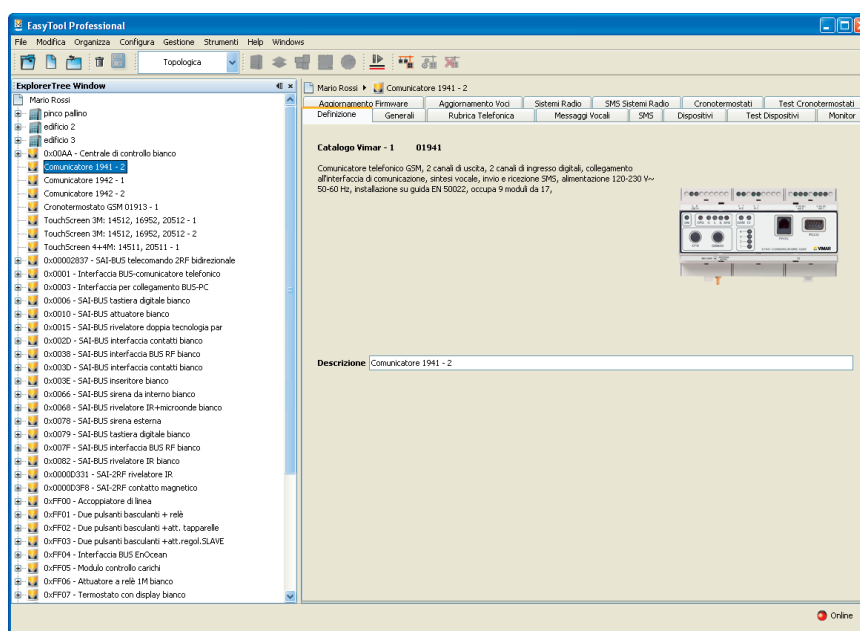 EasyTool Professional
File Modifica Organizza Configura Gestione Strumenti Help Windows
Topologica
ExplorerTree Window
Mario Rossi
pinco pallino
edificio 2
edificio 3
0x00AA - Centrale di controllo bianco
Comunicatore 1941 - 2
Comunicatore 1942 - 1
Comunicatore 1942 - 2
Cronotermostato GSM 01913 - 1
TouchScreen 3M: 14512, 16952, 20512 - 1
TouchScreen 3M: 14512, 16952, 20512 - 2
TouchScreen 4+4M: 14511, 20511 - 1
0x00002837 - SAI-BUS telecomando 2RF bidirezionale
0x0001 - Interfaccia BUS-comunicatore telefonico
0x0003 - Interfaccia per collegamento BUS-PC
0x0006 - SAI-BUS tastiera digitale bianco
0x0010 - SAI-BUS attuatore bianco
0x0015 - SAI-BUS rivelatore doppia tecnologia par
0x002D - SAI-BUS interfaccia contatti bianco
0x0038 - SAI-BUS interfaccia BUS RF bianco
0x003D - SAI-BUS interfaccia contatti bianco
0x003E - SAI-BUS inseritore bianco
0x0066 - SAI-BUS sirena da interno bianco
0x0068 - SAI-BUS rivelatore IR+microonde bianco
0x0078 - SAI-BUS sirena esterna
0x0079 - SAI-BUS tastiera digitale bianco
0x007F - SAI-BUS interfaccia BUS RF bianco
0x0082 - SAI-BUS rivelatore IR bianco
0x0000D331 - SAI-2RF rivelatore IR
0x0000D3F8 - SAI-2RF contatto magnetico
0xFF00 - Accoppiatore di linea
0xFF01 - Due pulsanti basculanti + relè
0xFF02 - Due pulsanti basculanti +att. tapparelle
0xFF03 - Due pulsanti basculanti +att.regol.SLAVE
0xFF04 - Interfaccia BUS EnOcean
0xFF05 - Modulo controllo carichi
0xFF06 - Attuatore a relè 1M bianco
0xFF07 - Termostato con display bianco
Mario Rossi Comunicatore 1941 - 2
Aggiornamento Firmware Aggiornamento Voci Sistemi Radio SMS Sistemi Radio Cronotermostati Test Cronotermostati
Definizione Generali Rubrica Telefonica Messaggi Vocali SMS Dispositivi Test Dispositivi Monitor
Catalogo Vimar - 1 01941
Comunicatore telefonico GSM, 2 canali di uscita, 2 canali di ingresso digitali, collegamento
all'interfaccia di comunicazione, sintesi vocale, invio e ricezione SMS, alimentazione 120-230 V~
50-60 Hz, installazione su guida EN 50022, occupa 9 moduli da 17,
VIMAR
Descrizione Comunicatore 1941 - 2
Online